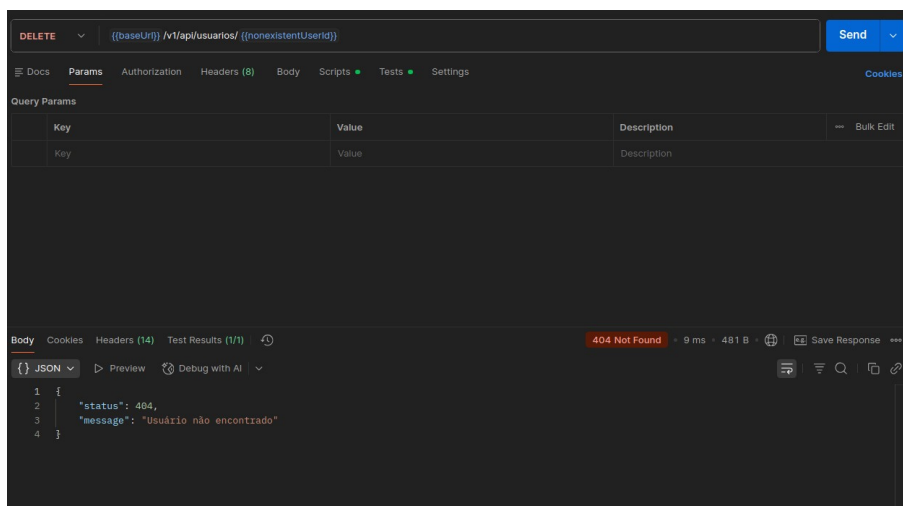 DELETE {{baseUrl}} /v1/api/usuarios/ {{nonexistentUserId}} Send
Docs Params Authorization Headers (8) Body Scripts Tests Settings Cookies
Query Params
Key Value Description Bulk Edit
Key Value Description
Body Cookies Headers (14) Test Results (1/1) 404 Not Found 9 ms 481 B Save Response
{} JSON Preview Debug with AI
1 {
2 "status": 404,
3 "message": "Usuário não encontrado"
4 }